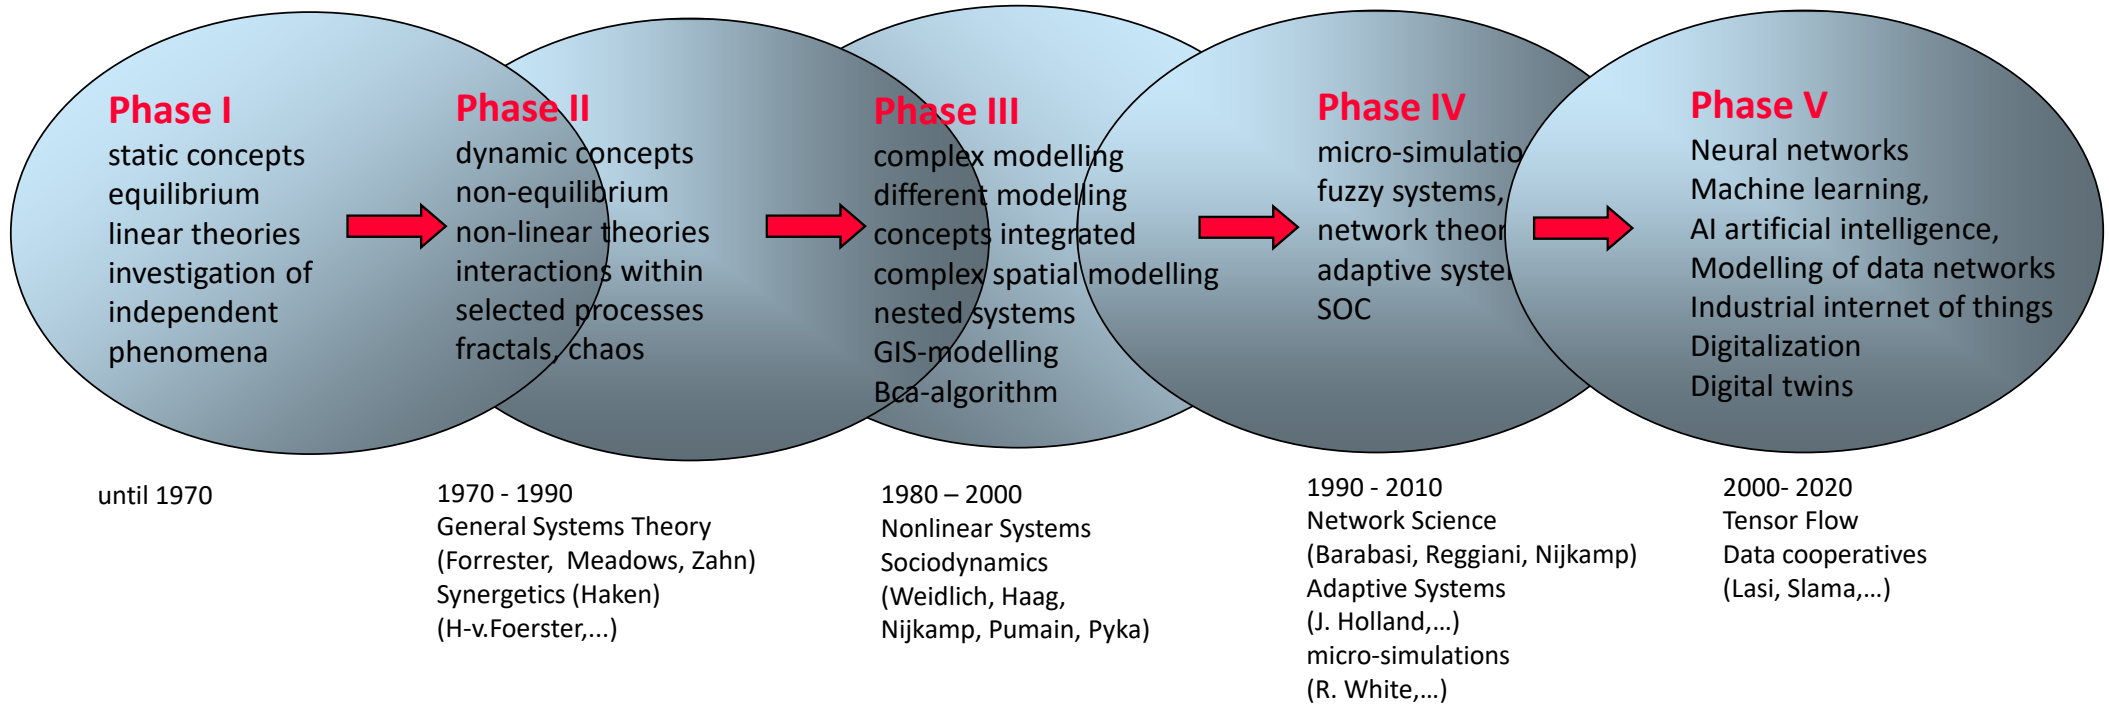 Phase I
static concepts
equilibrium
linear theories
investigation of
independent
phenomena
until 1970
Phase II
dynamic concepts
non-equilibrium
non-linear theories
interactions within
selected processes
fractals, chaos
1970 - 1990
General Systems Theory
(Forrester, Meadows, Zahn)
Synergetics (Haken)
(H-v.Foerster,...)
Phase III
complex modelling
different modelling
concepts integrated
complex spatial modelling
nested systems
GIS-modelling
Bca-algorithm
1980 – 2000
Nonlinear Systems
Sociodynamics
(Weidlich, Haag,
Nijkamp, Pumain, Pyka)
Phase IV
micro-simulatio
fuzzy systems,
network theor
adaptive syste
SOC
1990 - 2010
Network Science
(Barabasi, Reggiani, Nijkamp)
Adaptive Systems
(J. Holland,…)
micro-simulations
(R. White,…)
Phase V
Neural networks
Machine learning,
AI artificial intelligence,
Modelling of data networks
Industrial internet of things
Digitalization
Digital twins
2000- 2020
Tensor Flow
Data cooperatives
(Lasi, Slama,…)